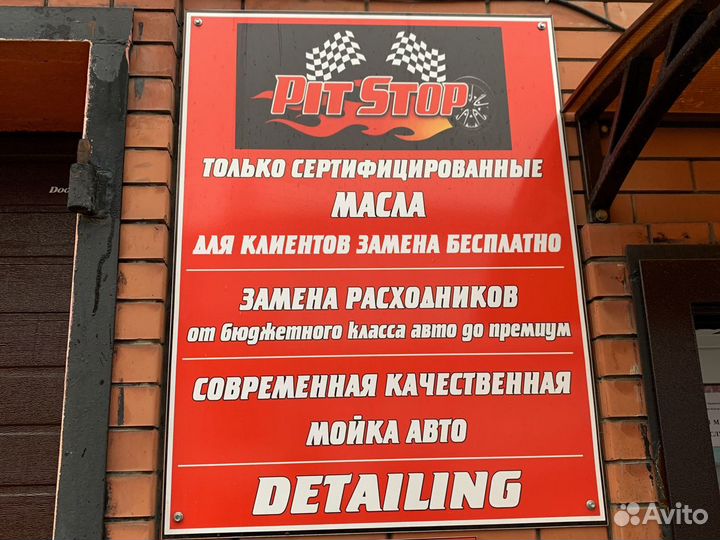 PIT STOP
ТОЛЬКО СЕРТИФИЦИРОВАННЫЕ
МАСЛА
ДЛЯ КЛИЕНТОВ ЗАМЕНА БЕСПЛАТНО
ЗАМЕНА РАСХОДНИКОВ
от бюджетного класса авто до премиум
СОВРЕМЕННАЯ КАЧЕСТВЕННАЯ
МОЙКА АВТО
DETAILING
Avito